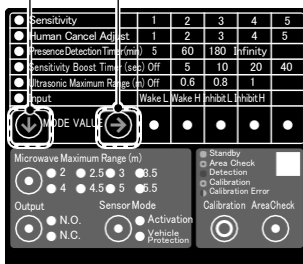 Sensitivity 1 2 3 4 5
Human Cancel Adjust 1 2 3 4 5
Presence Detection Timer(min) 5 60 180 Infinity
Sensitivity Boost Timer (sec) Off 5 10 20 40
Ultrasonic Maximum Range (m) Off 0.6 0.8 1
Input Wake L Wake H Inhibit L Inhibit H
MODE VALUE
Microwave Maximum Range (m)
2 2.5 3 3.5
4 4.5 5 5.5
Output Sensor Mode
N.O. Activation
N.C. Vehicle Protection
Standby
Area Check
Detection
Calibration
Calibration Error
Calibration AreaCheck